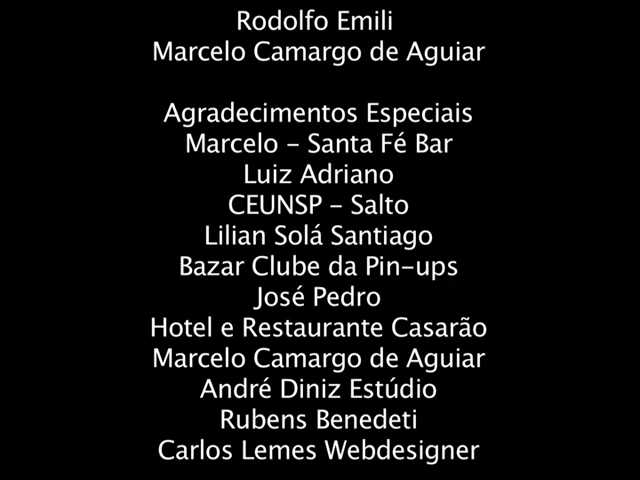 Rodolfo Emili
Marcelo Camargo de Aguiar
Agradecimentos Especiais
Marcelo – Santa Fé Bar
Luiz Adriano
CEUNSP – Salto
Lilian Solá Santiago
Bazar Clube da Pin-ups
José Pedro
Hotel e Restaurante Casarão
Marcelo Camargo de Aguiar
André Diniz Estúdio
Rubens Benedeti
Carlos Lemes Webdesigner